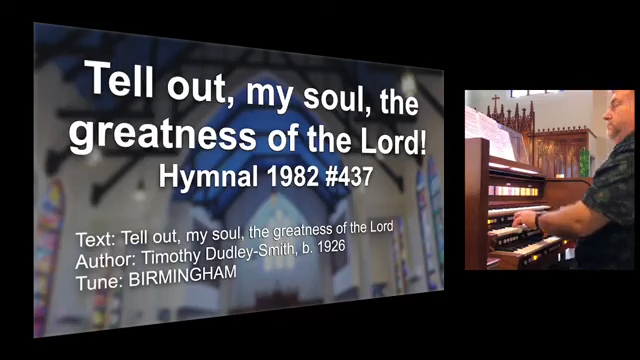 Tell out, my soul, the
greatness of the Lord!
Hymnal 1982 #437
Text: Tell out, my soul, the greatness of the Lord
Author: Timothy Dudley-Smith, b. 1926
Tune: BIRMINGHAM